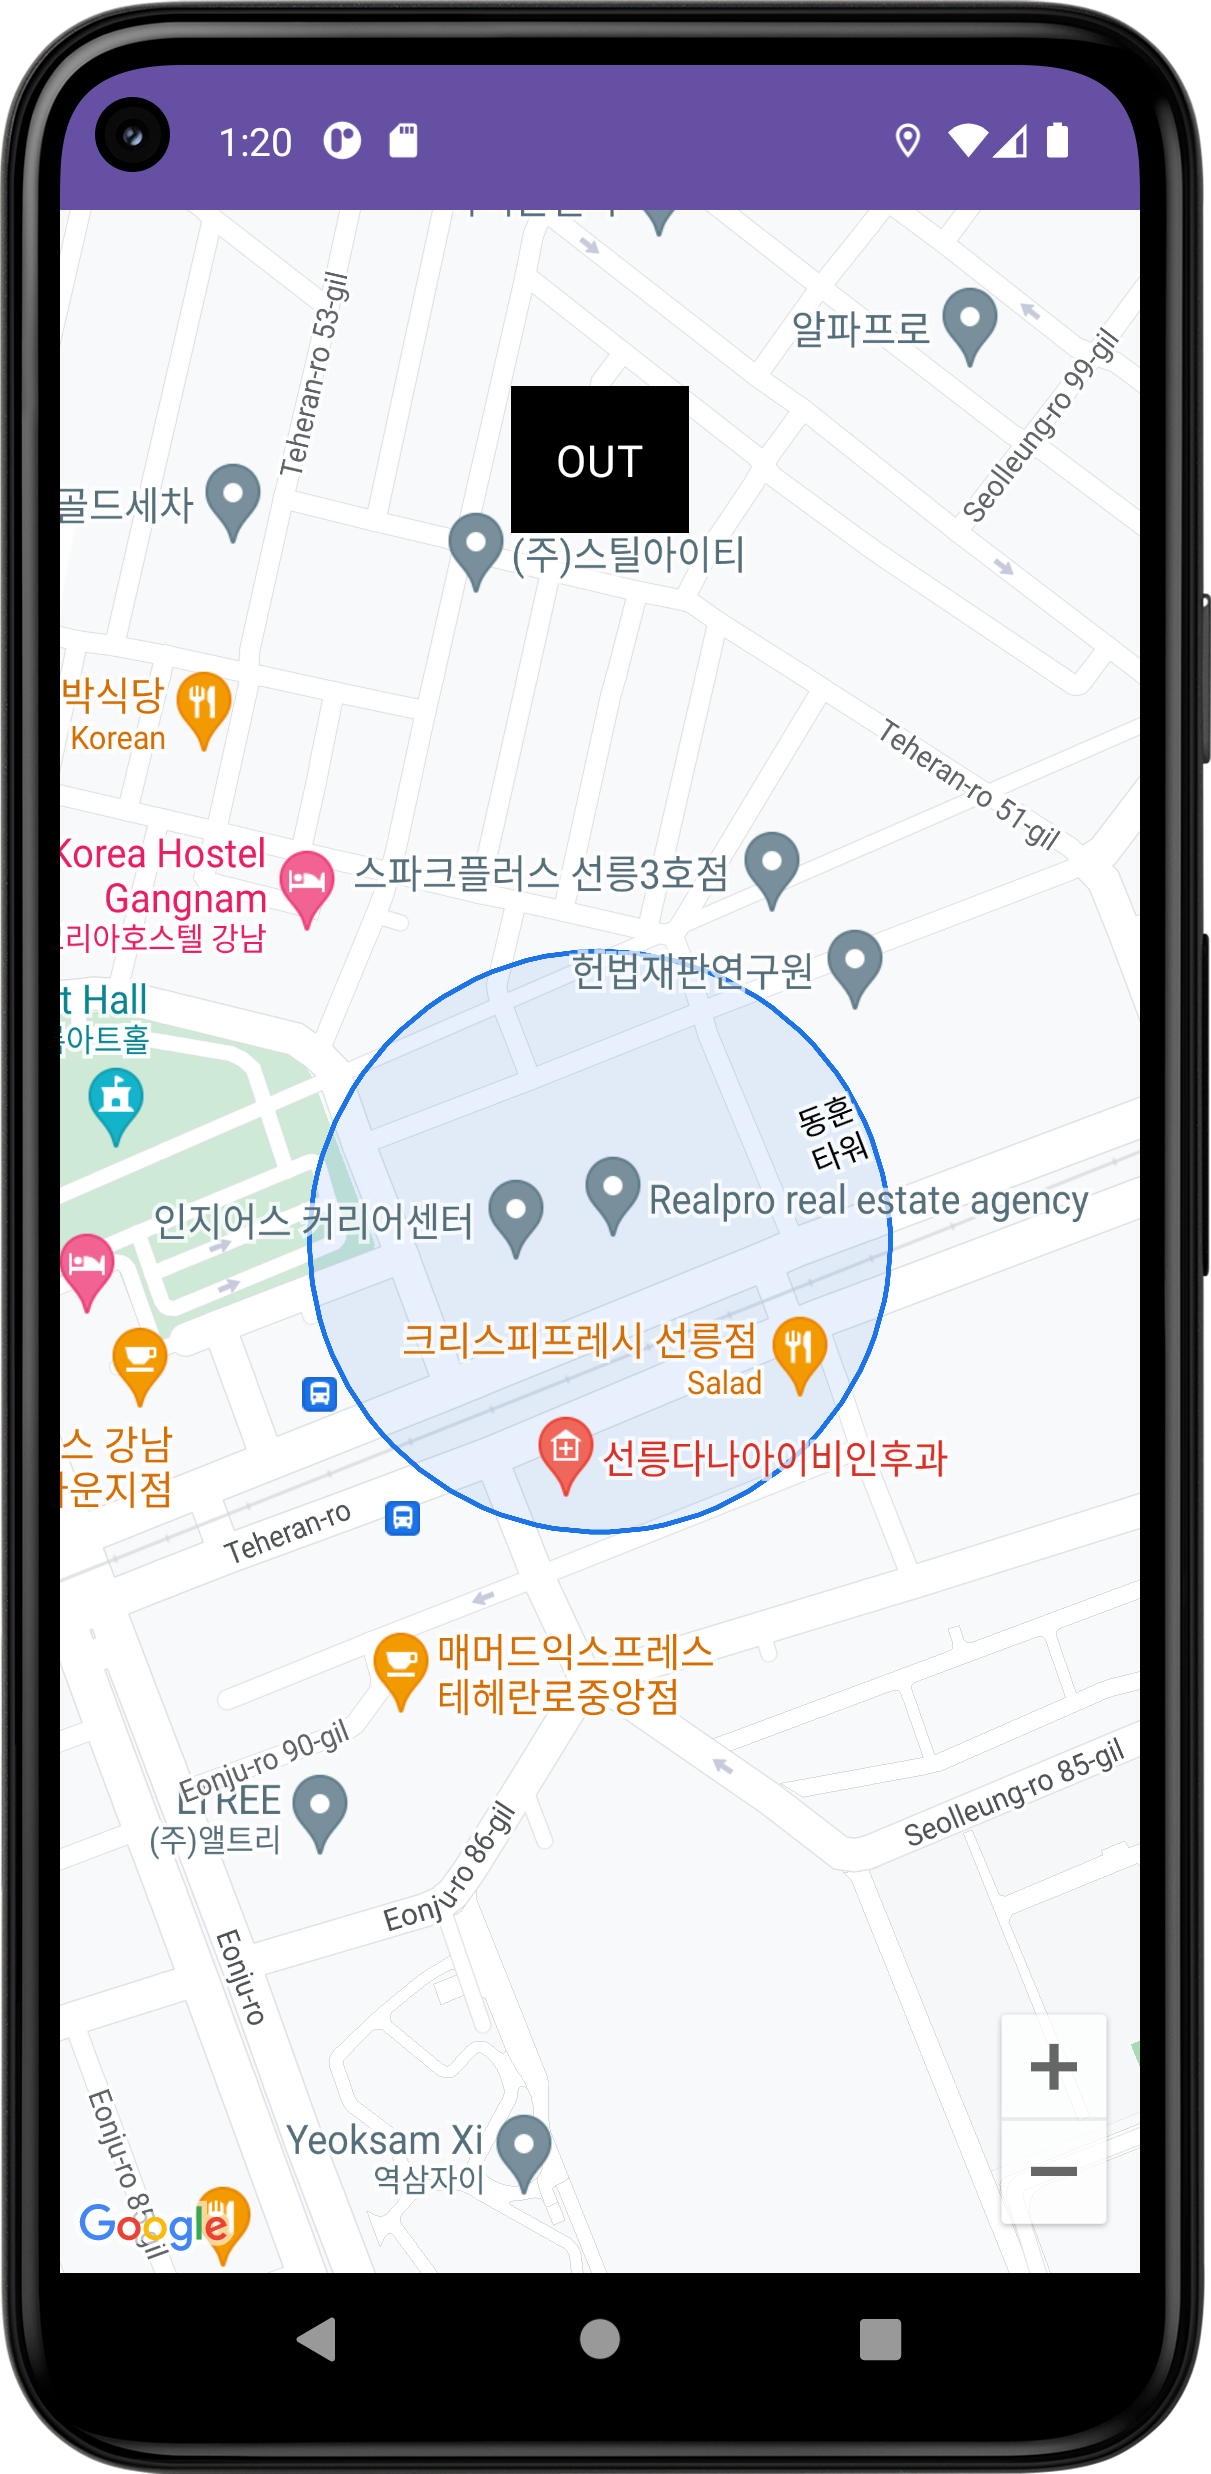 1:20
Teheran-ro 53-gil
알파프로
Seolleung-ro 99-gil
OUT
골드세차
(주)스틸아이티
박식당
Korean
Teheran-ro 51-gil
Korea Hostel
Gangnam
리아호스텔 강남
스파크플러스 선릉3호점
헌법재판연구원
t Hall
아트홀
동훈
타워
인지어스 커리어센터
Realpro real estate agency
크리스피프레시 선릉점
Salad
스 강남
운지점
선릉다나아이비인후과
Teheran-ro
매머드익스프레스
테헤란로중앙점
Eonju-ro 90-gil
LTREE
(주)앨트리
Seolleung-ro 85-gil
Eonju-ro 86-gil
Eonju-ro
Eonju-ro 85-gil
Yeoksam Xi
역삼자이
Google